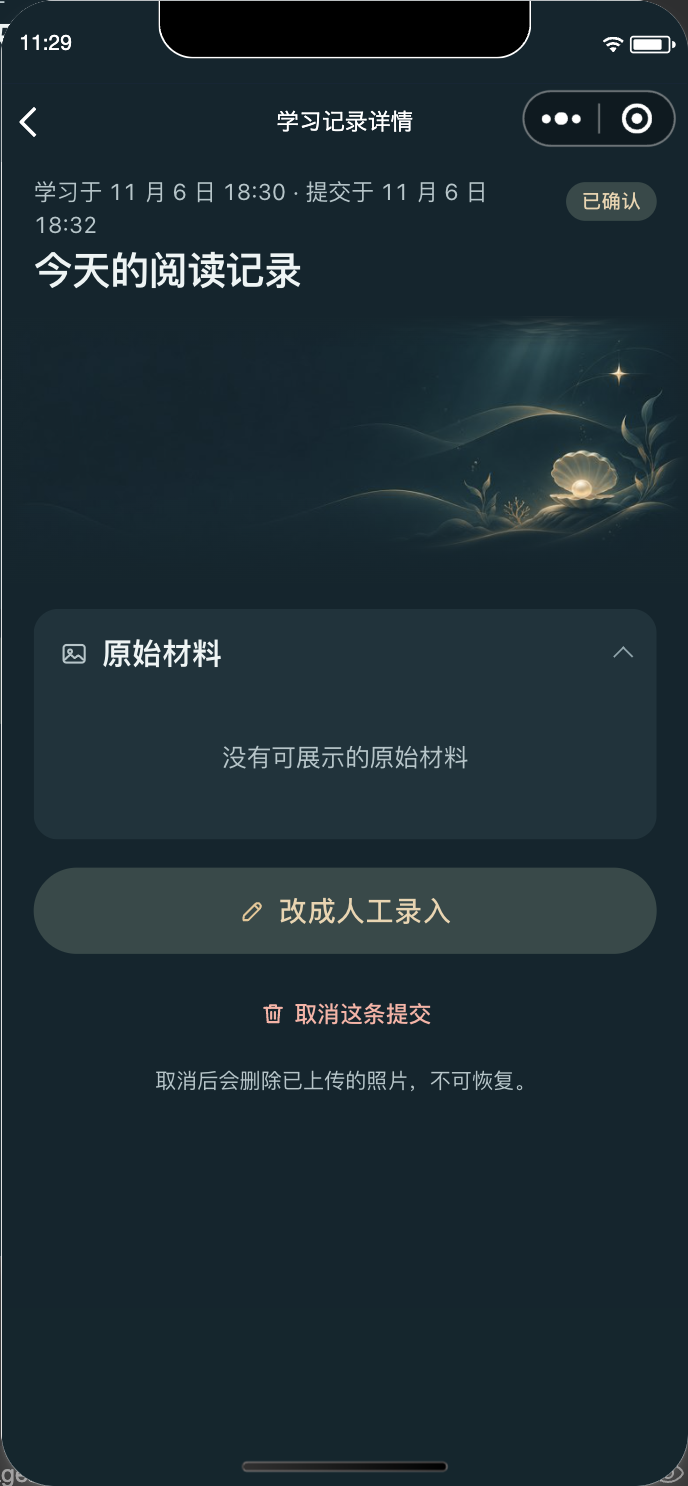 11:29
学习记录详情
学习于 11 月 6 日 18:30 · 提交于 11 月 6 日
18:32
已确认
今天的阅读记录
原始材料
没有可展示的原始材料
改成人工录入
取消这条提交
取消后会删除已上传的照片，不可恢复。